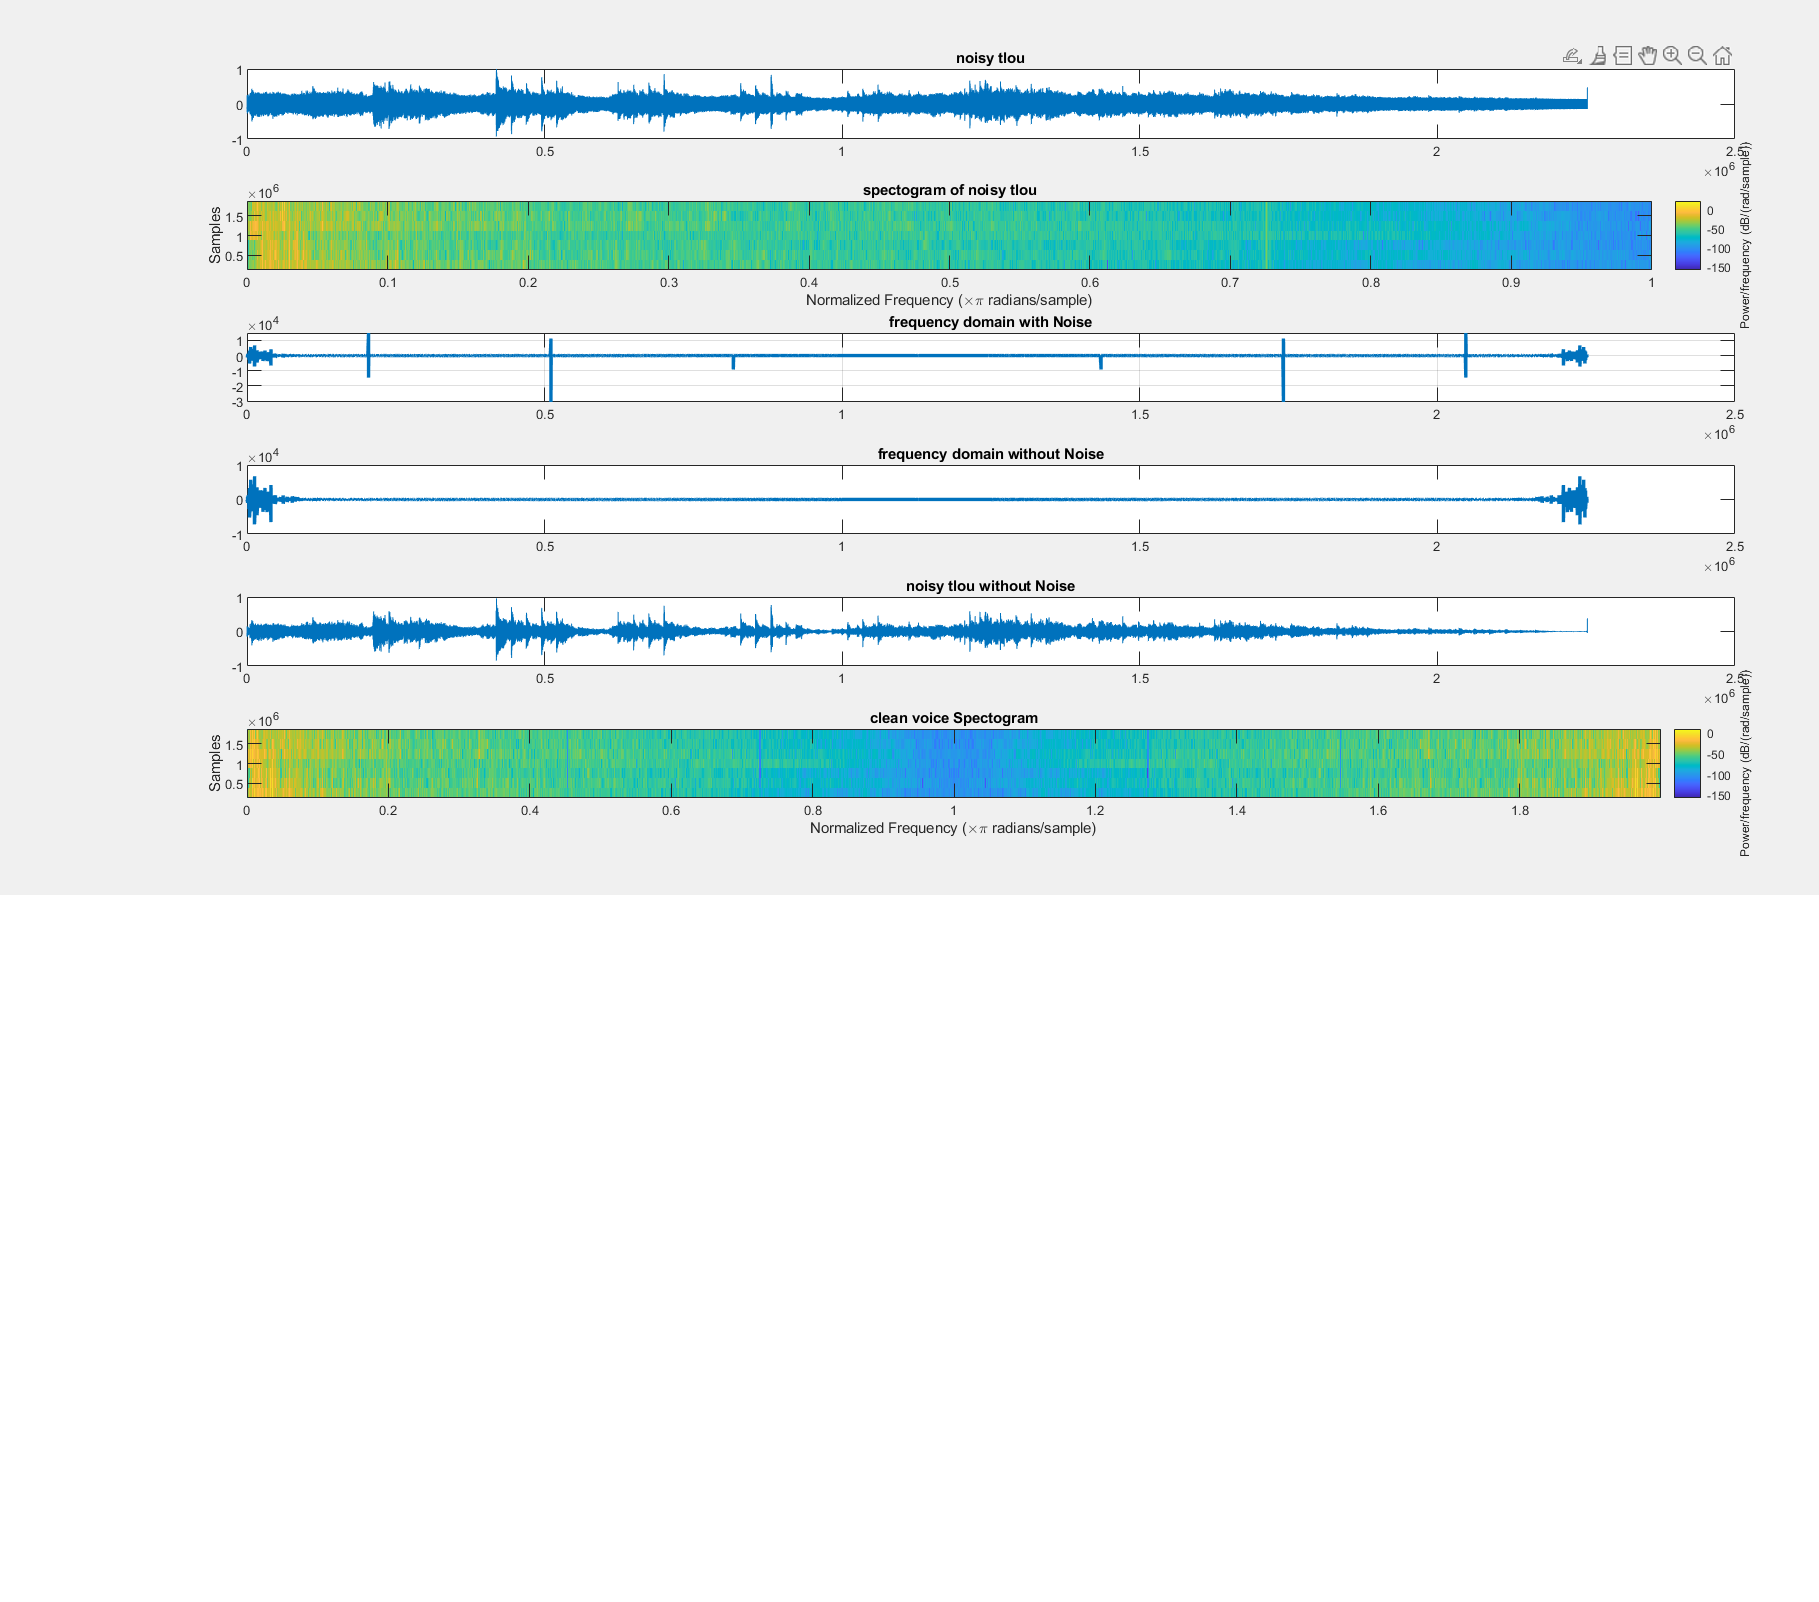 noisy tlou
1
0
-1
0 0.5 1 1.5 2 2.5
×10^6
spectogram of noisy tlou
×10^6
Samples
1.5
1
0.5
0 0.1 0.2 0.3 0.4 0.5 0.6 0.7 0.8 0.9 1
Normalized Frequency (×π radians/sample)
0
-50
-100
-150
Power/frequency (dB/(rad/sample))
frequency domain with Noise
×10^4
1
0
-1
-2
-3
0 0.5 1 1.5 2 2.5
×10^6
frequency domain without Noise
×10^4
1
0
-1
0 0.5 1 1.5 2 2.5
×10^6
noisy tlou without Noise
1
0
-1
0 0.5 1 1.5 2 2.5
×10^6
clean voice Spectogram
×10^6
Samples
1.5
1
0.5
0 0.2 0.4 0.6 0.8 1 1.2 1.4 1.6 1.8
Normalized Frequency (×π radians/sample)
0
-50
-100
-150
Power/frequency (dB/(rad/sample))